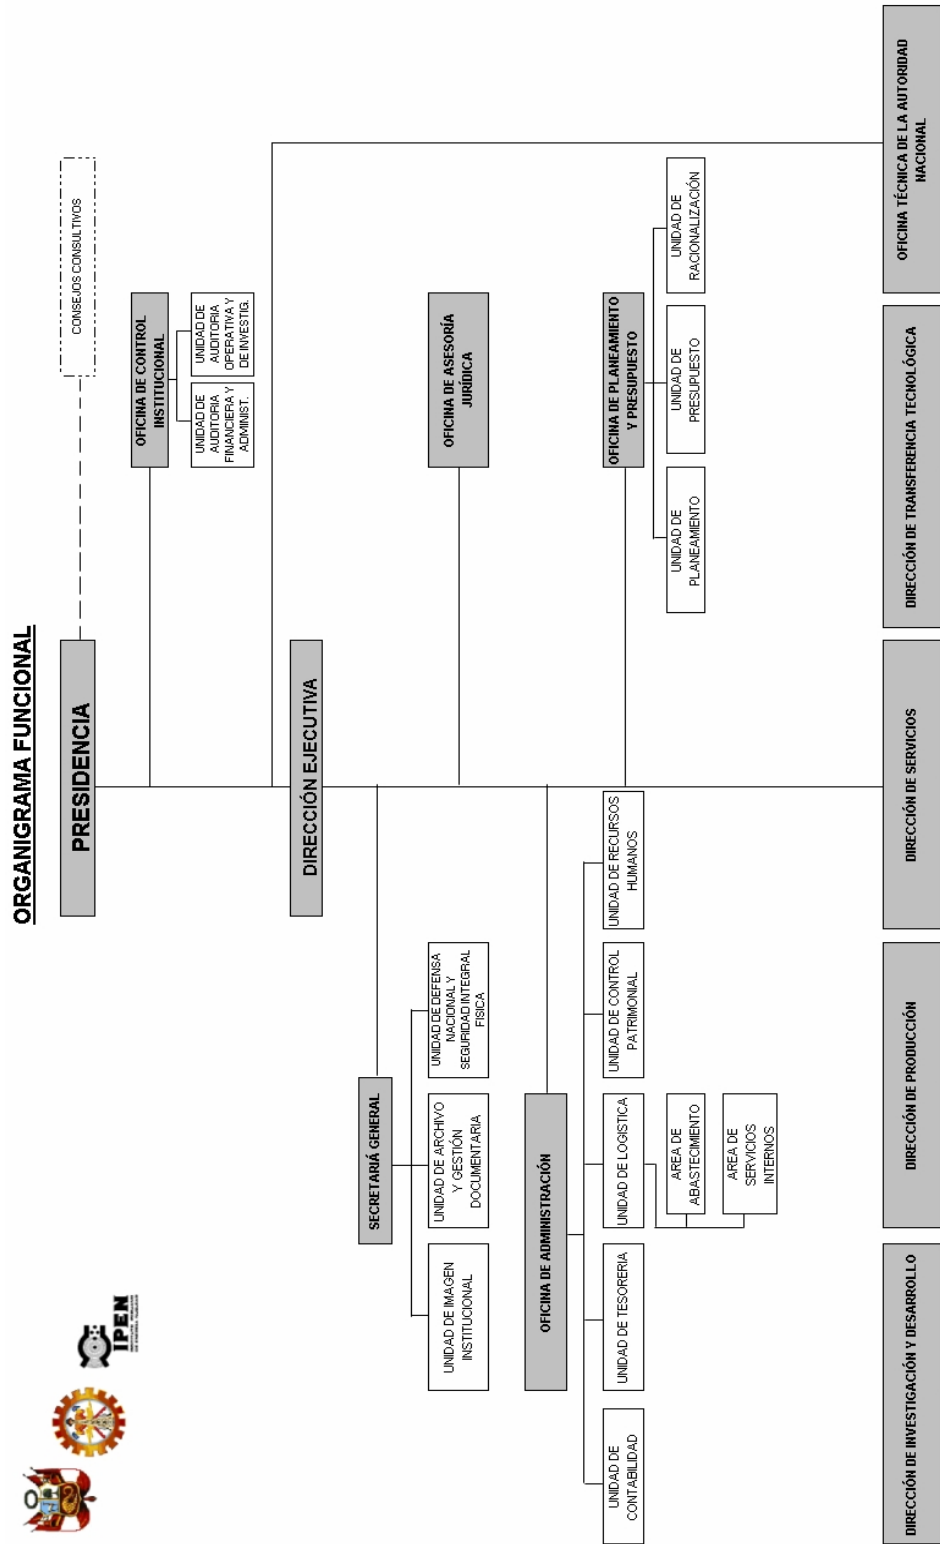 IPEN
ORGANIGRAMA FUNCIONAL
PRESIDENCIA
CONSEJOS CONSULTIVOS
OFICINA DE CONTROL
INSTITUCIONAL
UNIDAD DE
AUDITORIA
FINANCIERA Y
ADMINIST.
UNIDAD DE
AUDITORIA
OPERATIVA Y
DE INVESTIG.
DIRECCIÓN EJECUTIVA
SECRETARIÁ GENERAL
UNIDAD DE IMAGEN
INSTITUCIONAL
UNIDAD DE ARCHIVO
Y GESTIÓN
DOCUMENTARIA
UNIDAD DE DEFENSA
NACIONAL Y
SEGURIDAD INTEGRAL
FISICA
OFICINA DE ASESORÍA
JURÍDICA
OFICINA DE ADMINISTRACIÓN
UNIDAD DE
CONTABILIDAD
UNIDAD DE TESORERIA
UNIDAD DE LOGISTICA
UNIDAD DE CONTROL
PATRIMONIAL
UNIDAD DE RECURSOS
HUMANOS
AREA DE
ABASTECIMIENTO
AREA DE
SERVICIOS
INTERNOS
OFICINA DE PLANEAMIENTO
Y PRESUPUESTO
UNIDAD DE
PLANEAMIENTO
UNIDAD DE
PRESUPUESTO
UNIDAD DE
RACIONALIZACIÓN
DIRECCIÓN DE INVESTIGACIÓN Y DESARROLLO
DIRECCIÓN DE PRODUCCIÓN
DIRECCIÓN DE SERVICIOS
DIRECCIÓN DE TRANSFERENCIA TECNOLÓGICA
OFICINA TÉCNICA DE LA AUTORIDAD
NACIONAL